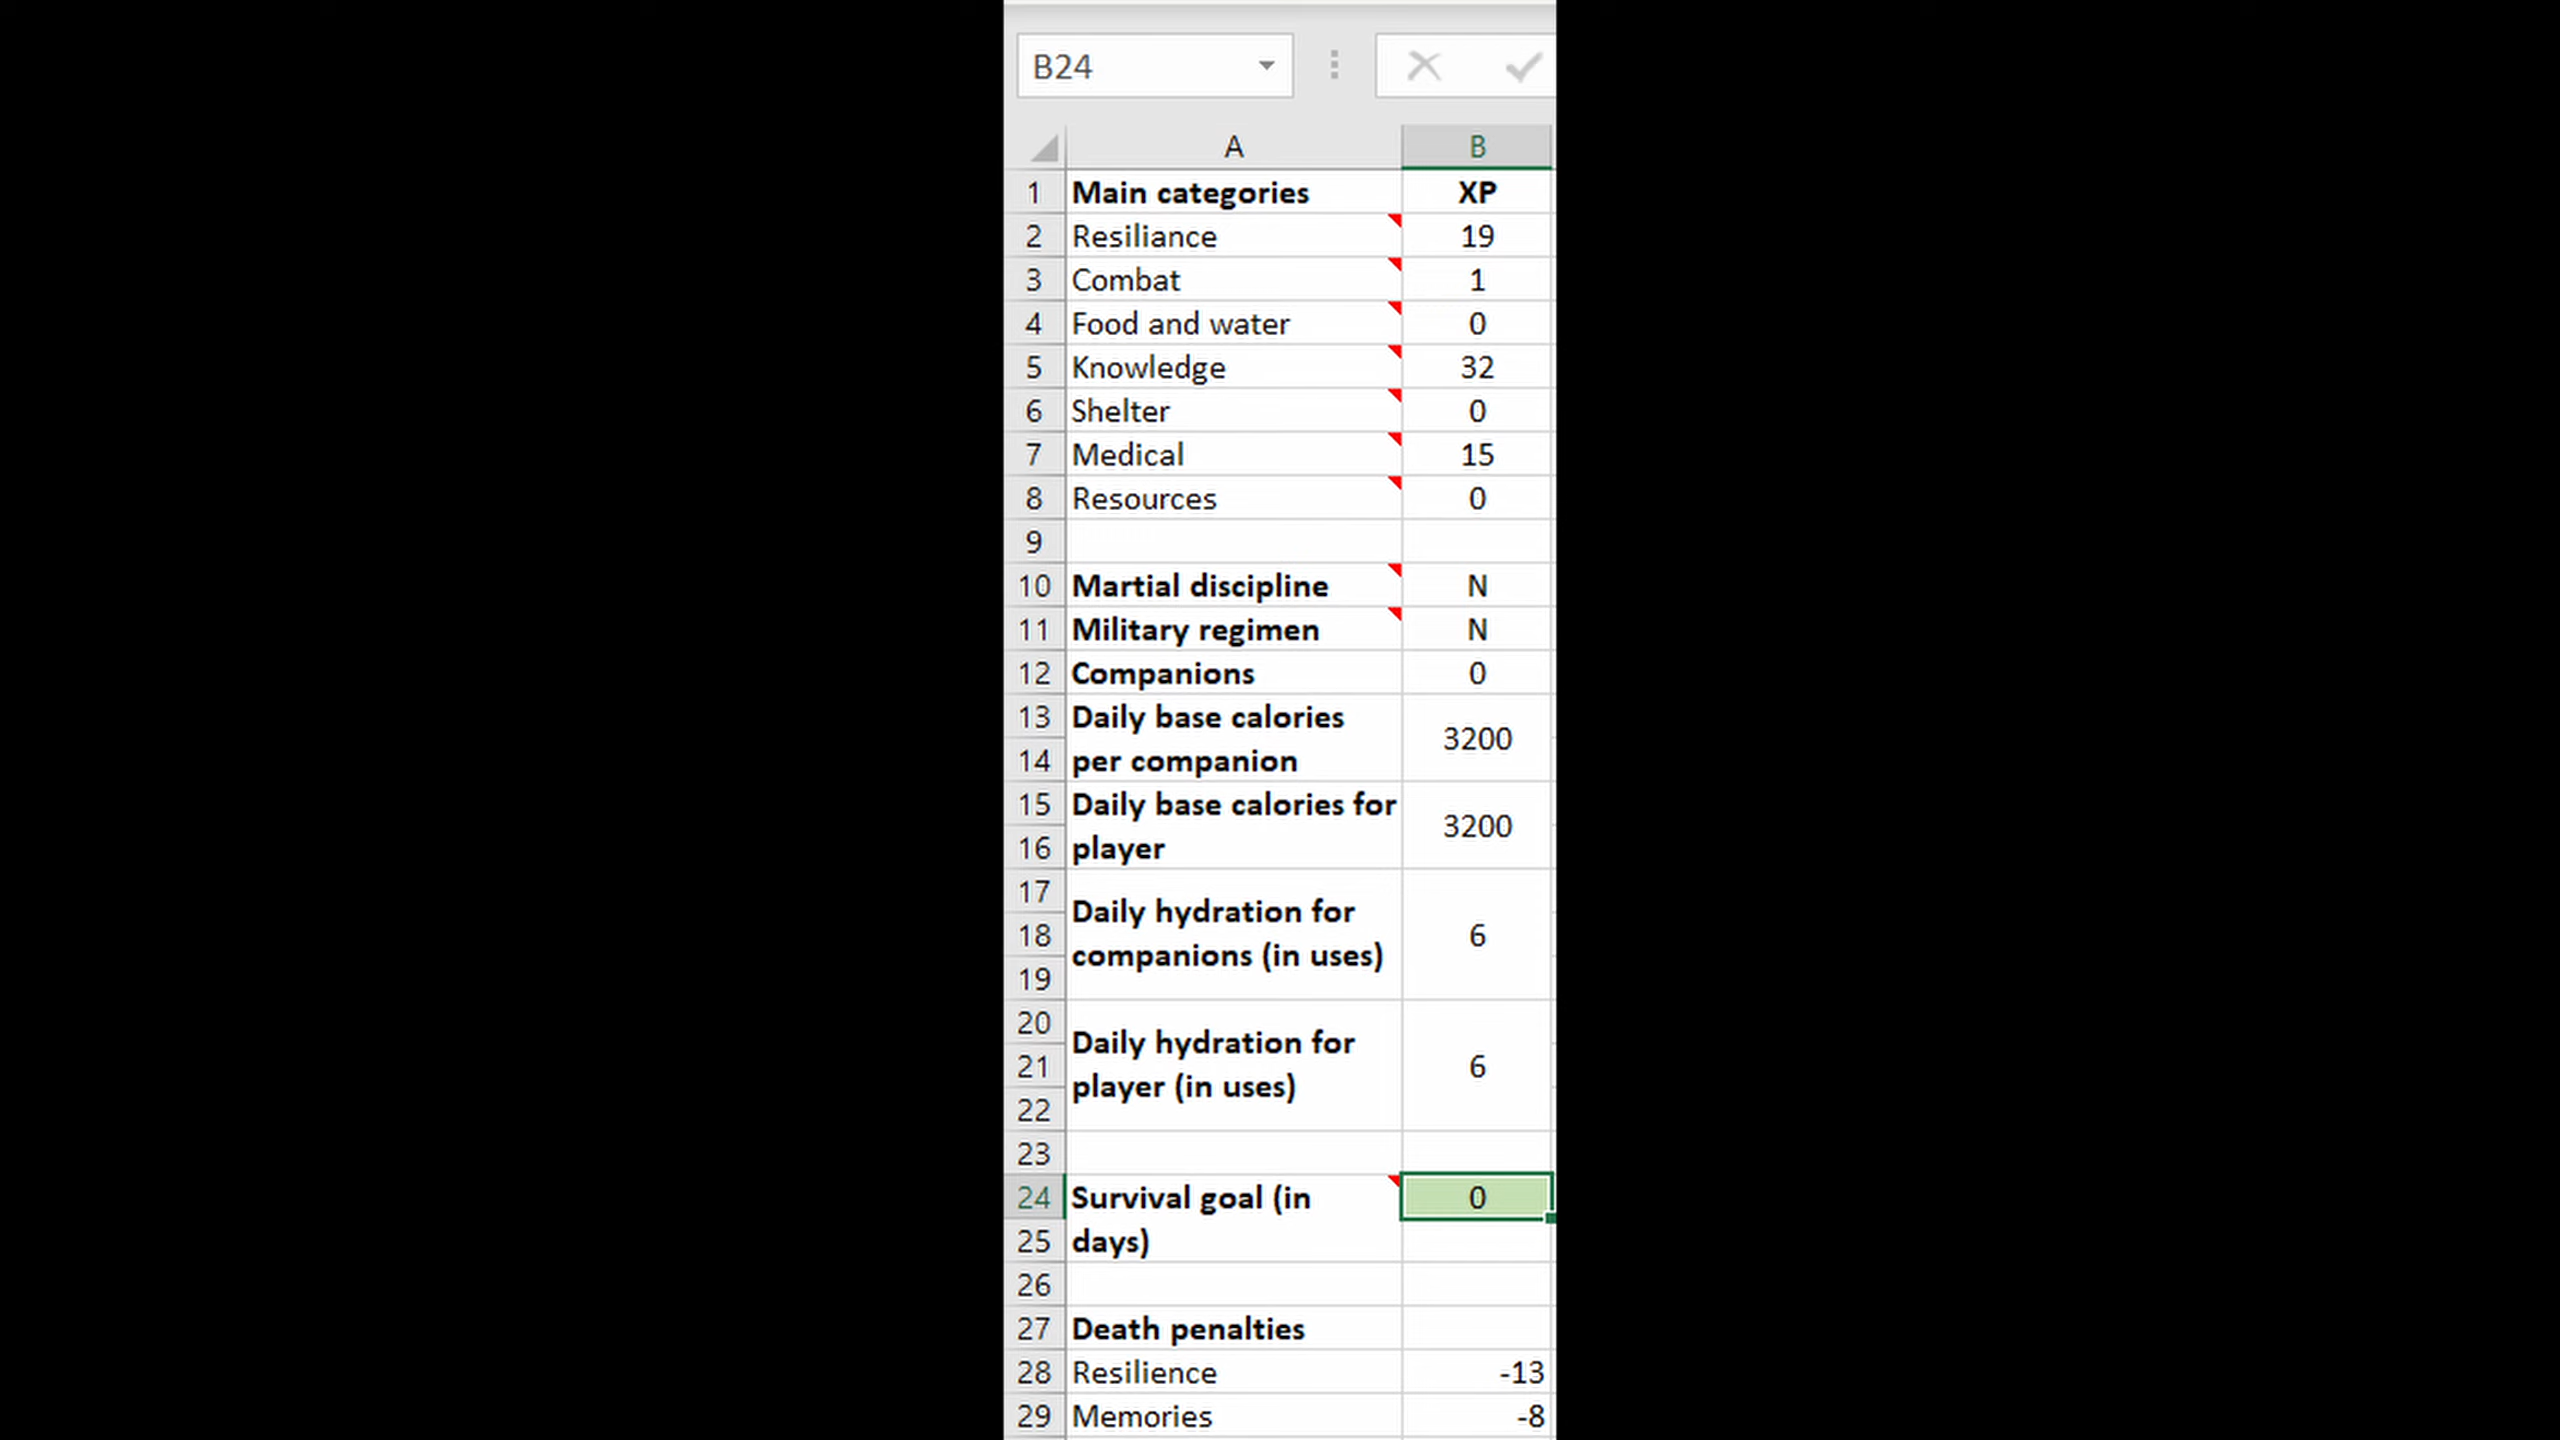 B24
A B
1 Main categories XP
2 Resiliance 19
3 Combat 1
4 Food and water 0
5 Knowledge 32
6 Shelter 0
7 Medical 15
8 Resources 0
9
10 Martial discipline N
11 Military regimen N
12 Companions 0
13 Daily base calories
3200
14 per companion
15 Daily base calories for
3200
16 player
17
Daily hydration for
18 6
companions (in uses)
19
20
Daily hydration for
21 6
player (in uses)
22
23
24 Survival goal (in 0
25 days)
26
27 Death penalties
28 Resilience -13
29 Memories -8